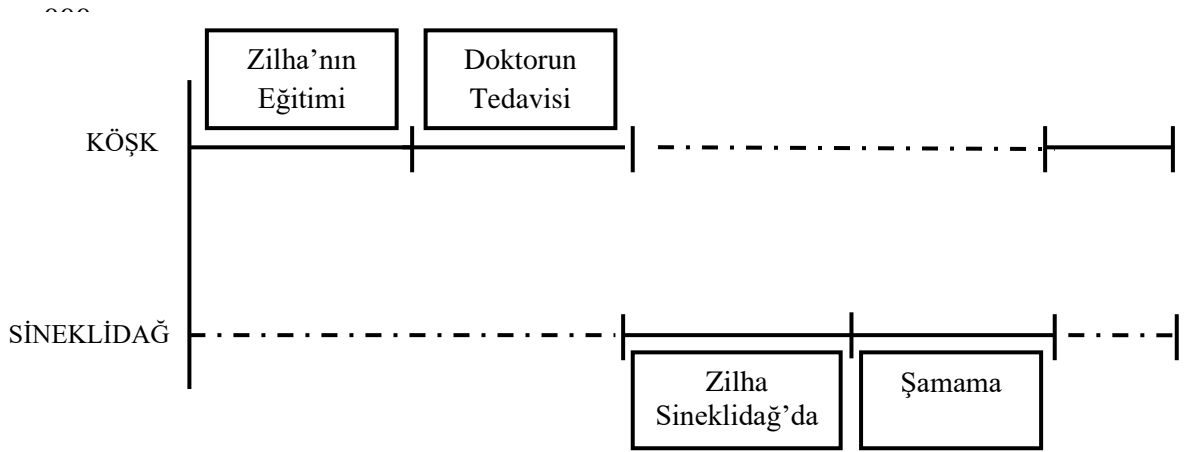 Zilha’nın
Eğitimi
Doktorun
Tedavisi
KÖŞK
SİNEKLİDAĞ
Zilha
Sineklidağ’da
Şamama